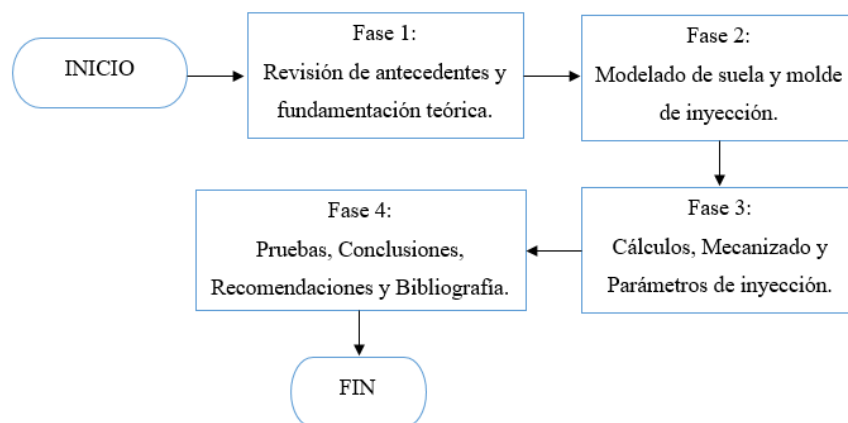 INICIO
Fase 1:
Revisión de antecedentes y
fundamentación teórica.
Fase 2:
Modelado de suela y molde
de inyección.
Fase 3:
Cálculos, Mecanizado y
Parámetros de inyección.
Fase 4:
Pruebas, Conclusiones,
Recomendaciones y Bibliografía.
FIN